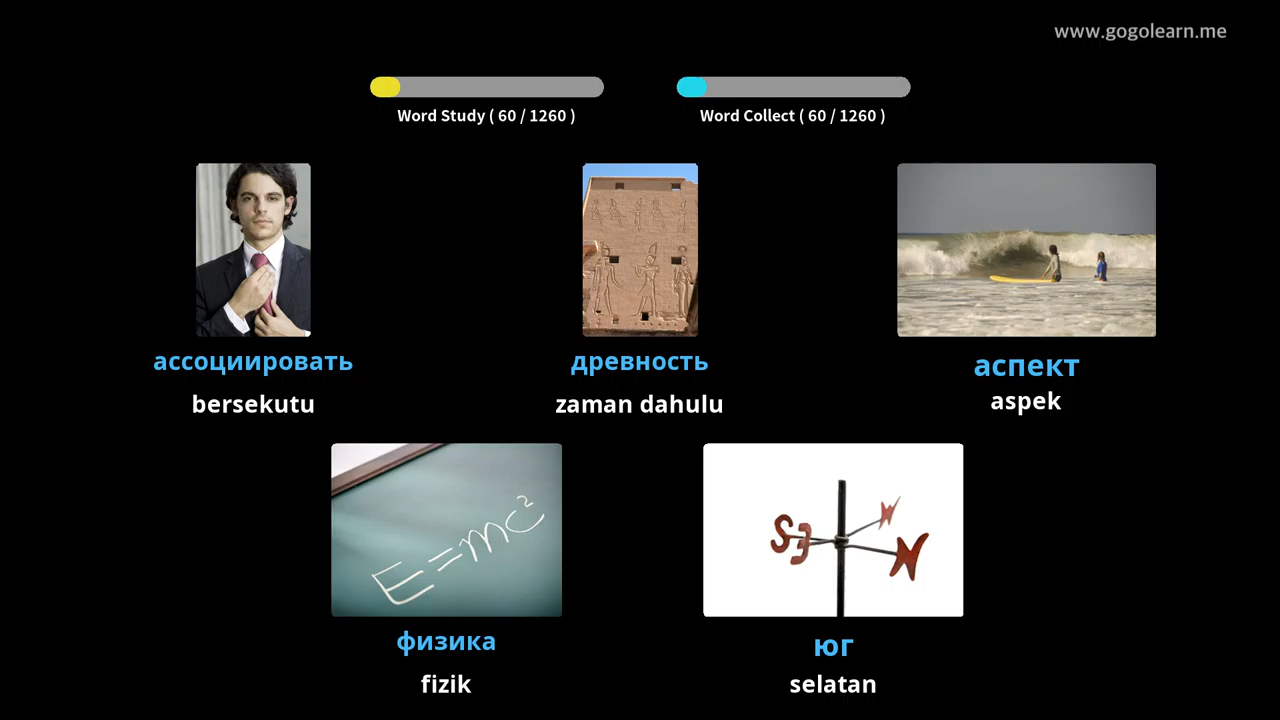 www.gogolearn.me
Word Study ( 60 / 1260 )
Word Collect ( 60 / 1260 )
ассоциировать
bersekutu
древность
zaman dahulu
аспект
aspek
E=mc²
физика
fizik
S
E
W
N
юг
selatan